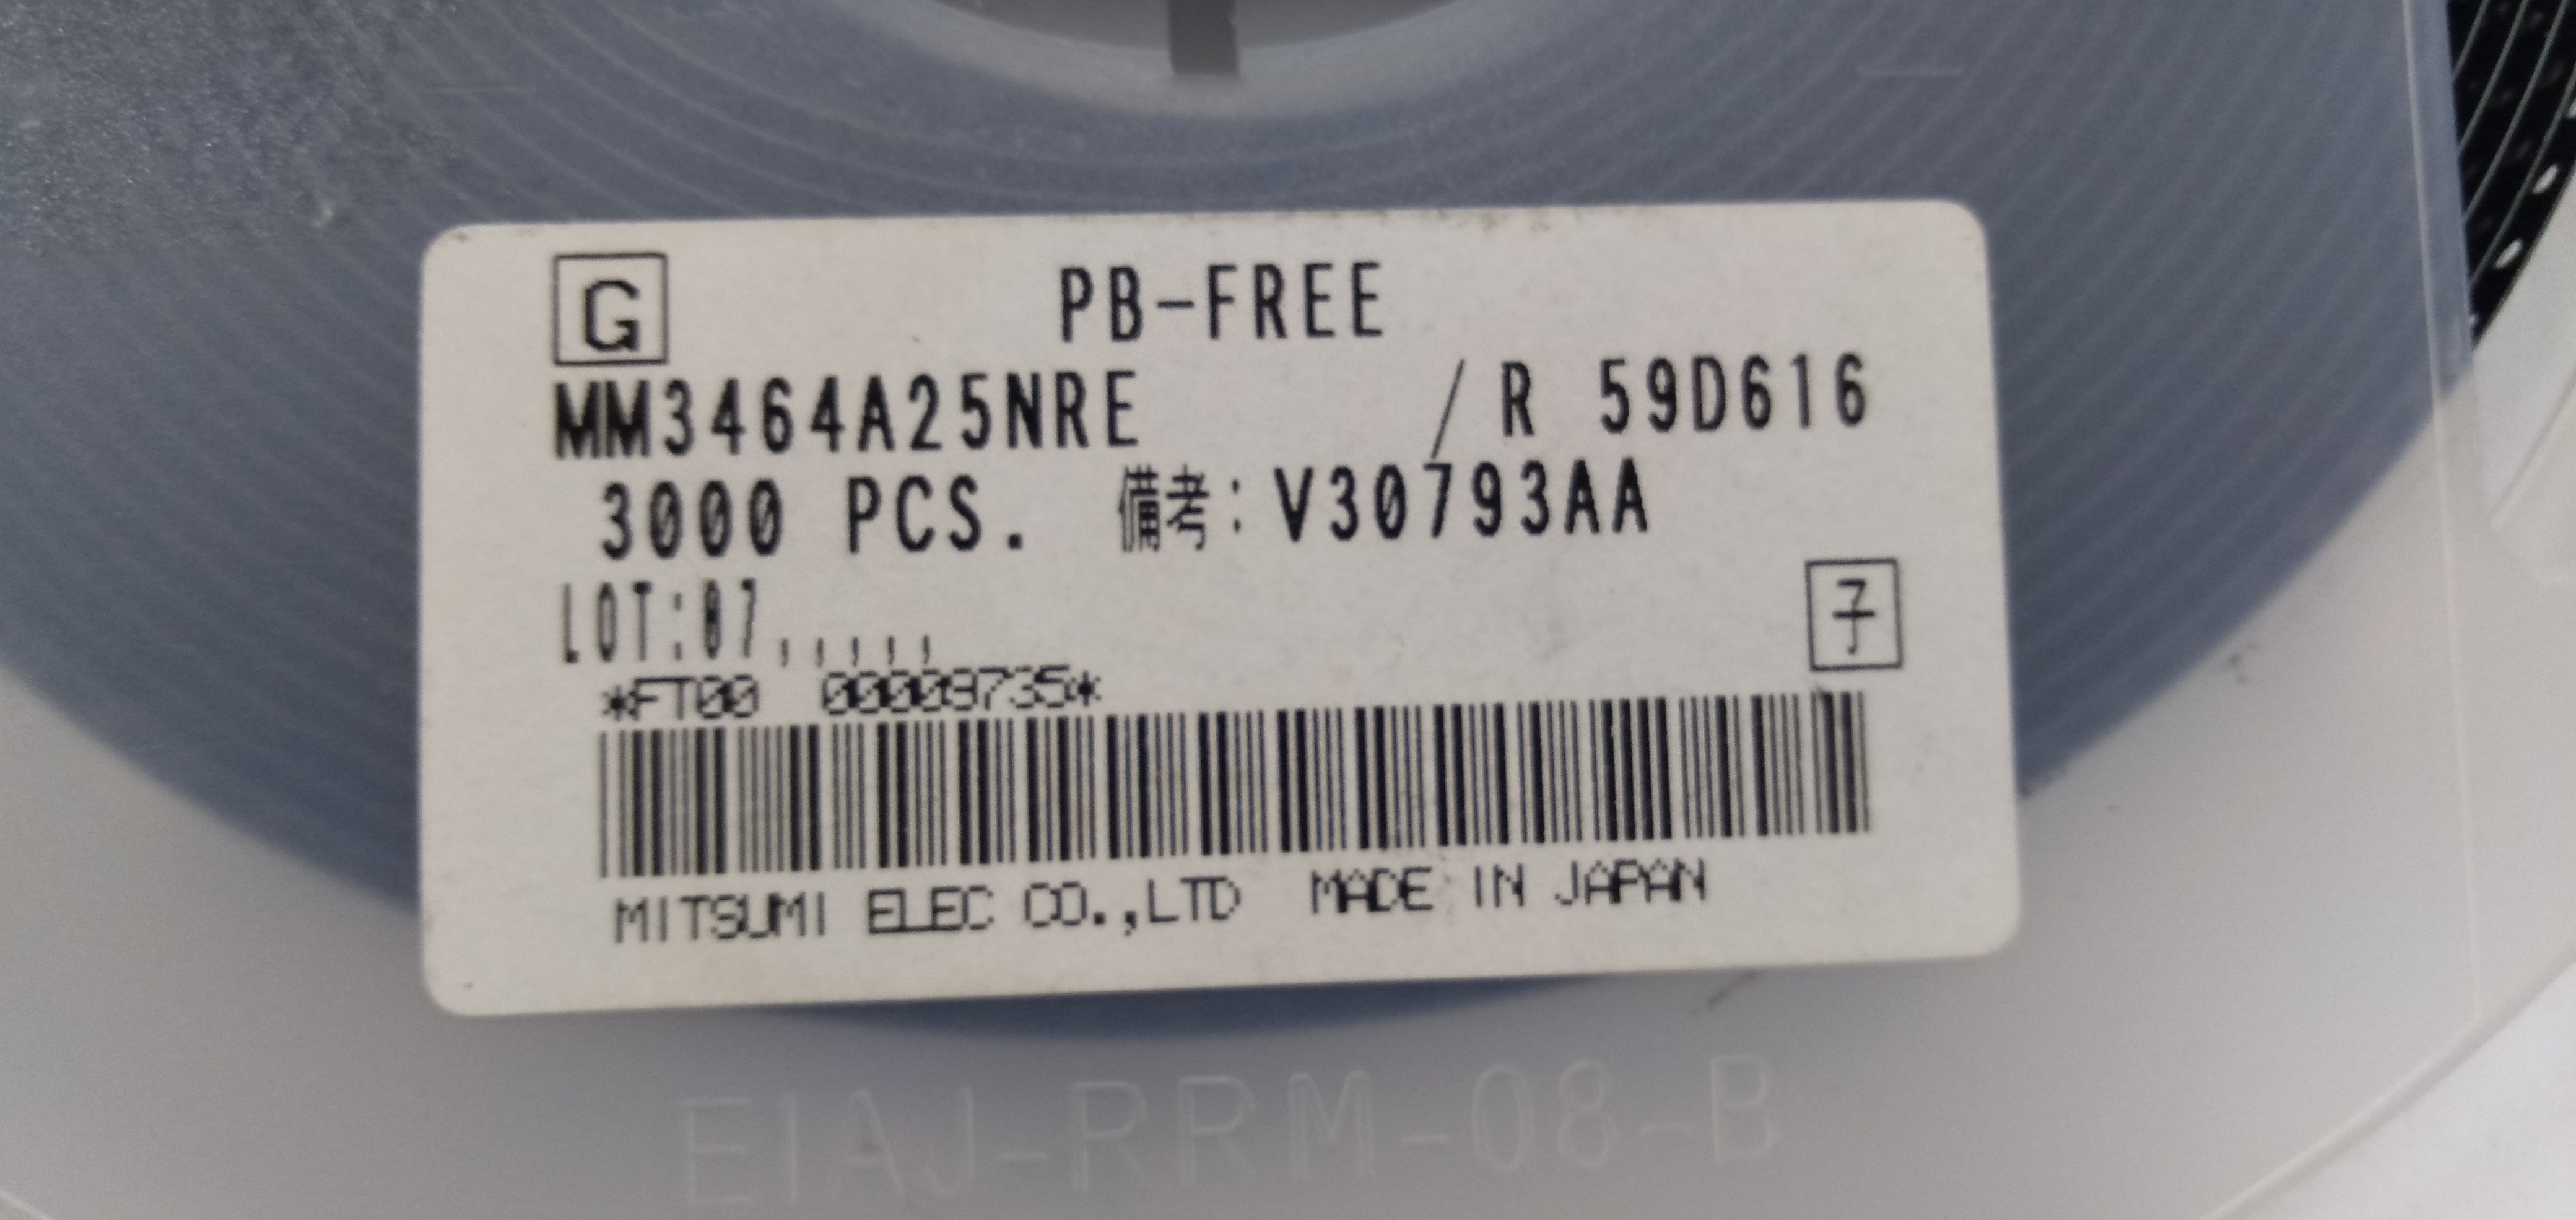 G PB-FREE
MM3464A25NRE / R 59D616
3000 PCS. 備考:V30793AA
LOT:07,,,,,
子
*FT00 00009735*
MITSUMI ELEC CO.,LTD MADE IN JAPAN
EIAJ-RRM-08-B